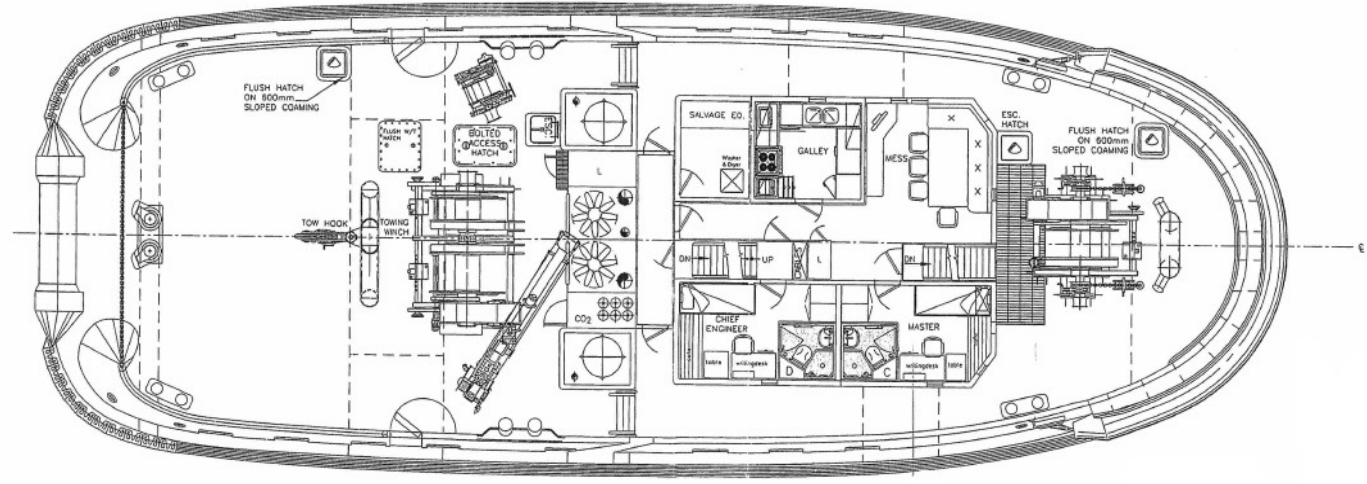 FLUSH HATCH
ON 600mm
SLOPED COAMING
FLUSH W/T
HATCH
BOLTED
ACCESS
HATCH
ESC.
TOW HOOK
TOWING
WINCH
L
CO2
SALVAGE EQ.
Washer
& Dryer
GALLEY
MESS
ESC.
HATCH
FLUSH HATCH
ON 600mm
SLOPED COAMING
DN
UP
CABLES
L
DN
CHIEF
ENGINEER
MASTER
table
writingdesk
D
C
writingdesk
table